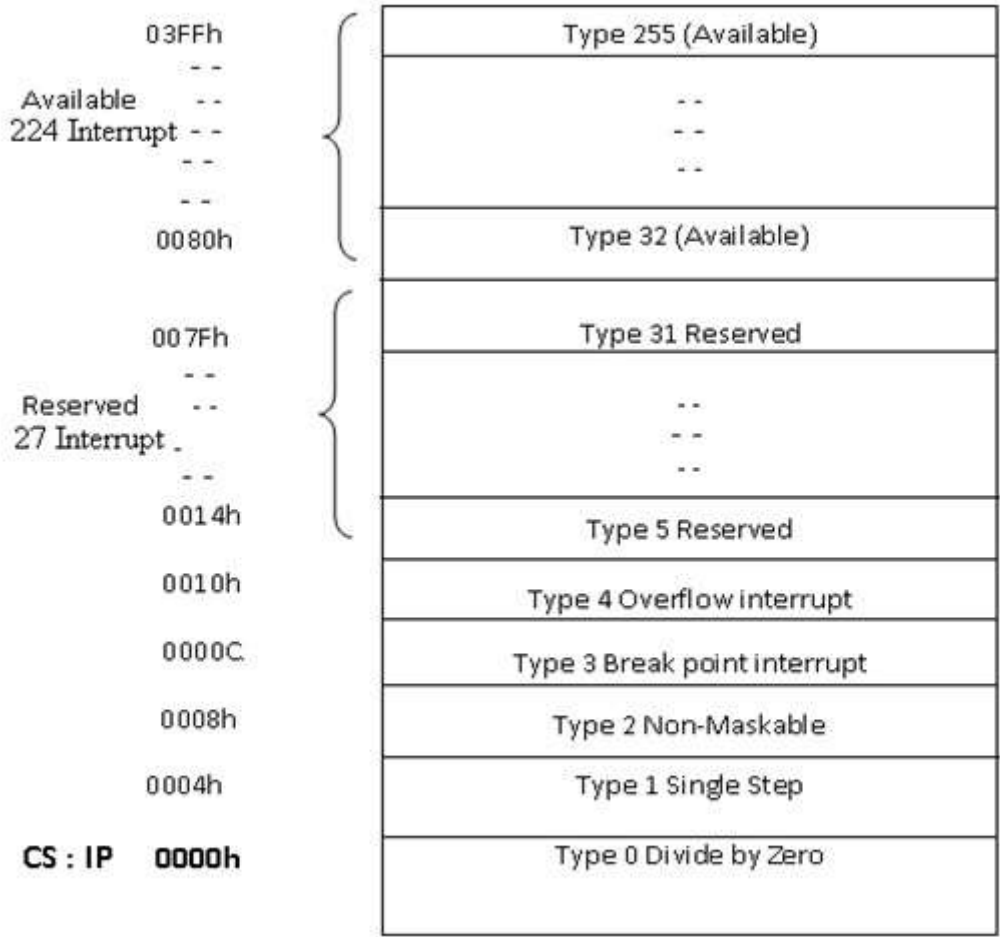 03FFh Type 255 (Available)
- -
Available - - - -
224 Interrupt - - - -
- - - -
- -
0080h Type 32 (Available)
007Fh Type 31 Reserved
- -
Reserved - - - -
27 Interrupt - - -
- - - -
0014h Type 5 Reserved
0010h Type 4 Overflow interrupt
0000C Type 3 Break point interrupt
0008h Type 2 Non-Maskable
0004h Type 1 Single Step
CS : IP 0000h Type 0 Divide by Zero